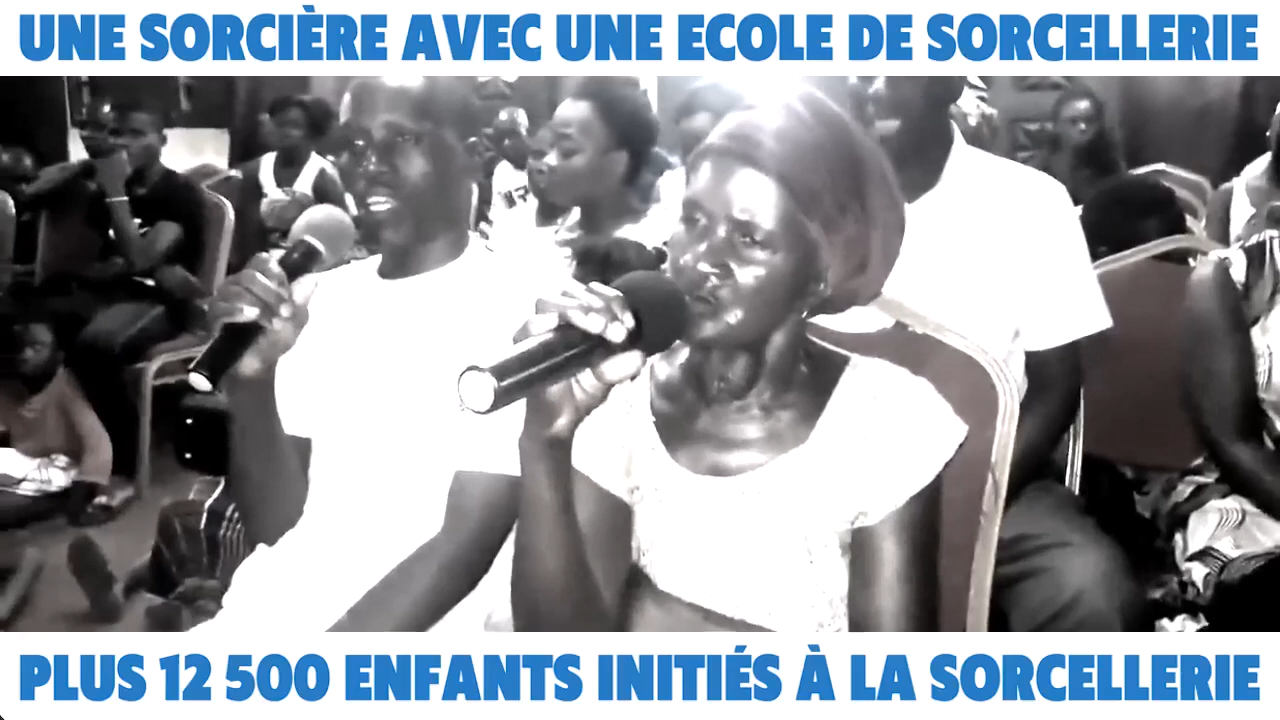 UNE SORCIÈRE AVEC UNE ECOLE DE SORCELLERIE
PLUS 12 500 ENFANTS INITIÉS À LA SORCELLERIE